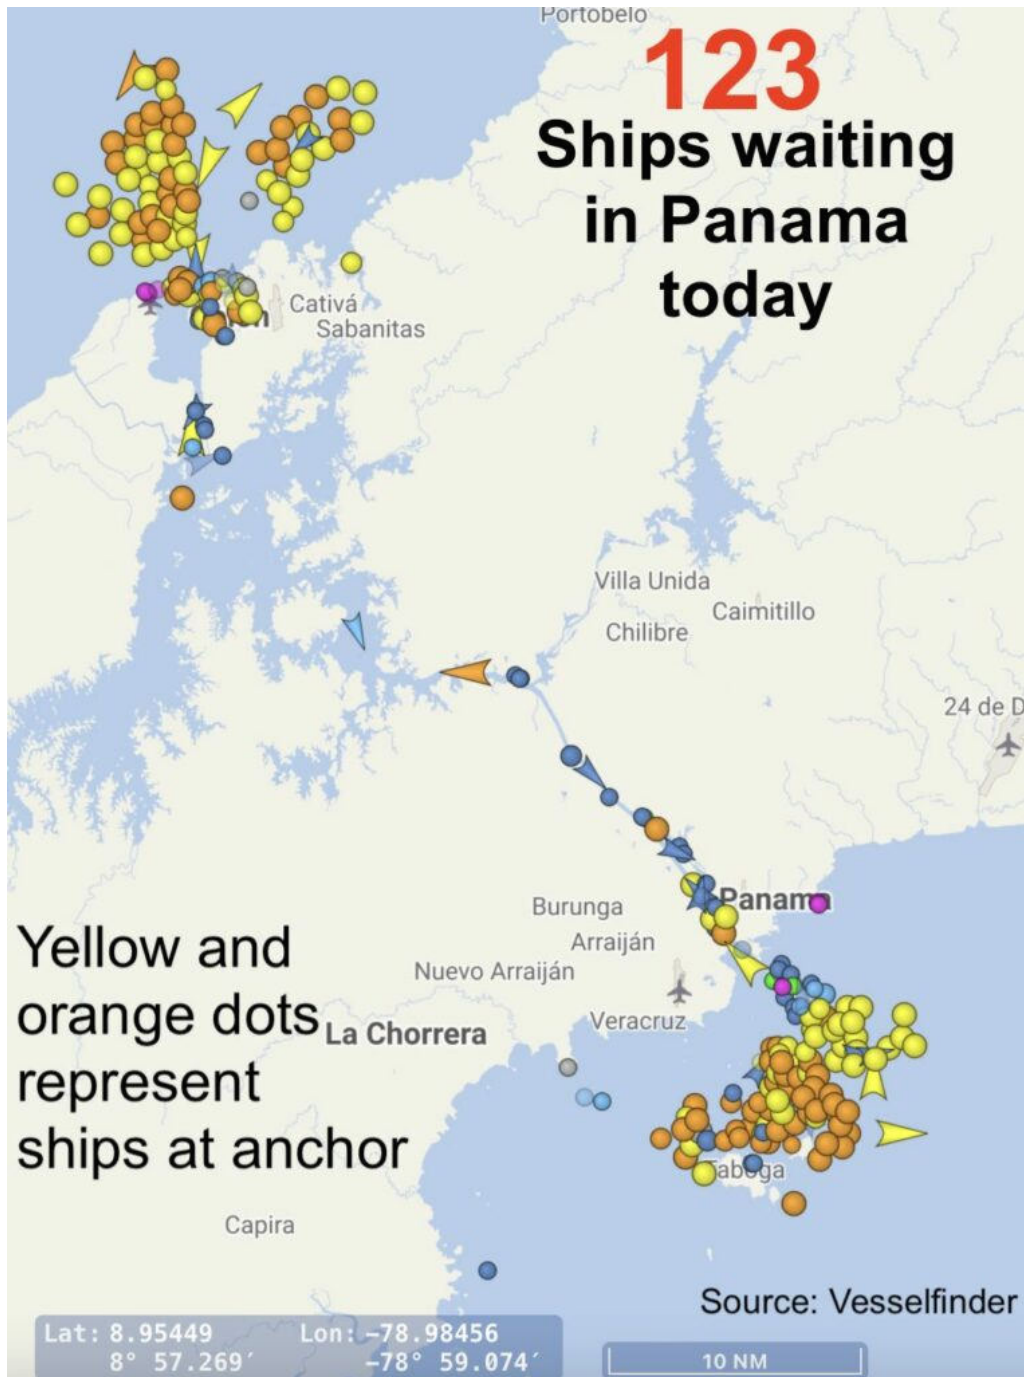 Portobelo
123
Ships waiting
in Panama
today
Cativá
Sabanitas
Villa Unida
Caimitillo
Chilibre
24 de D
Panama
Burunga
Arraiján
Nuevo Arraiján
Veracruz
Yellow and
orange dots
represent
ships at anchor
La Chorrera
Taboga
Capira
Source: Vesselfinder
Lat: 8.95449 Lon: −78.98456
8° 57.269′ −78° 59.074′
10 NM